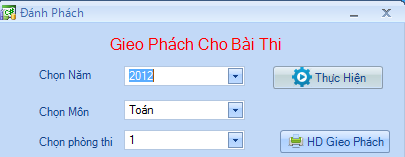 Đánh Phách
Gieo Phách Cho Bài Thi
Chọn Năm 2012 Thực Hiện
Chọn Môn Toán
Chọn phòng thi 1 HD Gieo Phách